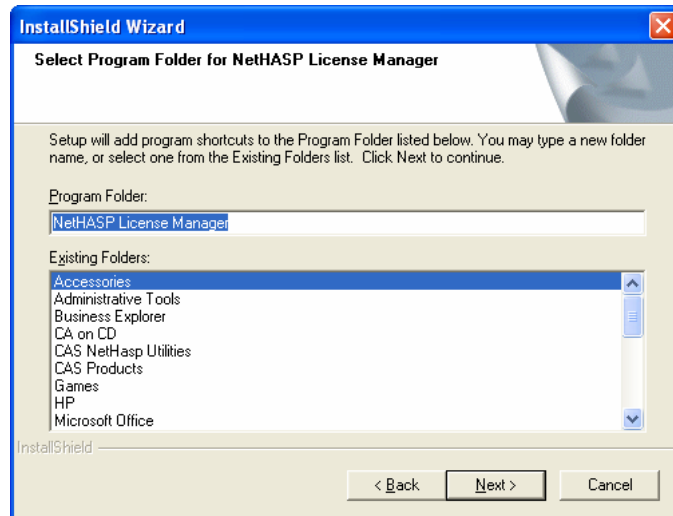 InstallShield Wizard
Select Program Folder for NetHASP License Manager
Setup will add program shortcuts to the Program Folder listed below. You may type a new folder
name, or select one from the Existing Folders list. Click Next to continue.
Program Folder:
NetHASP License Manager
Existing Folders:
Accessories
Administrative Tools
Business Explorer
CA on CD
CAS NetHasp Utilities
CAS Products
Games
HP
Microsoft Office
InstallShield
< Back Next > Cancel